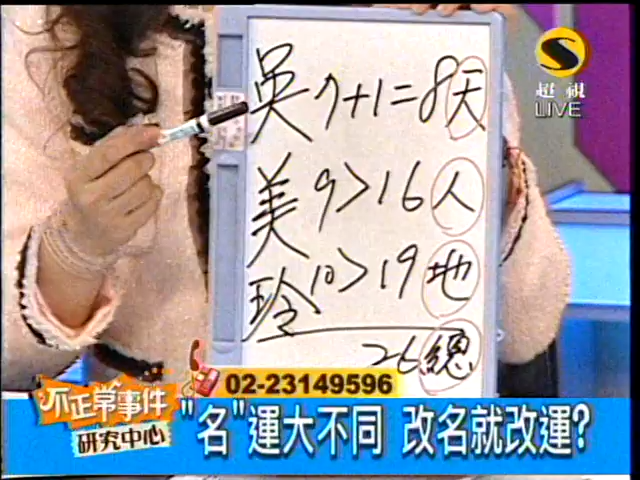 超視
LIVE
吳 7+1=8 天
美 9>16 人
玲 10>19 地
26 總
02-23149596
不正常事件
研究中心
"名"運大不同 改名就改運?